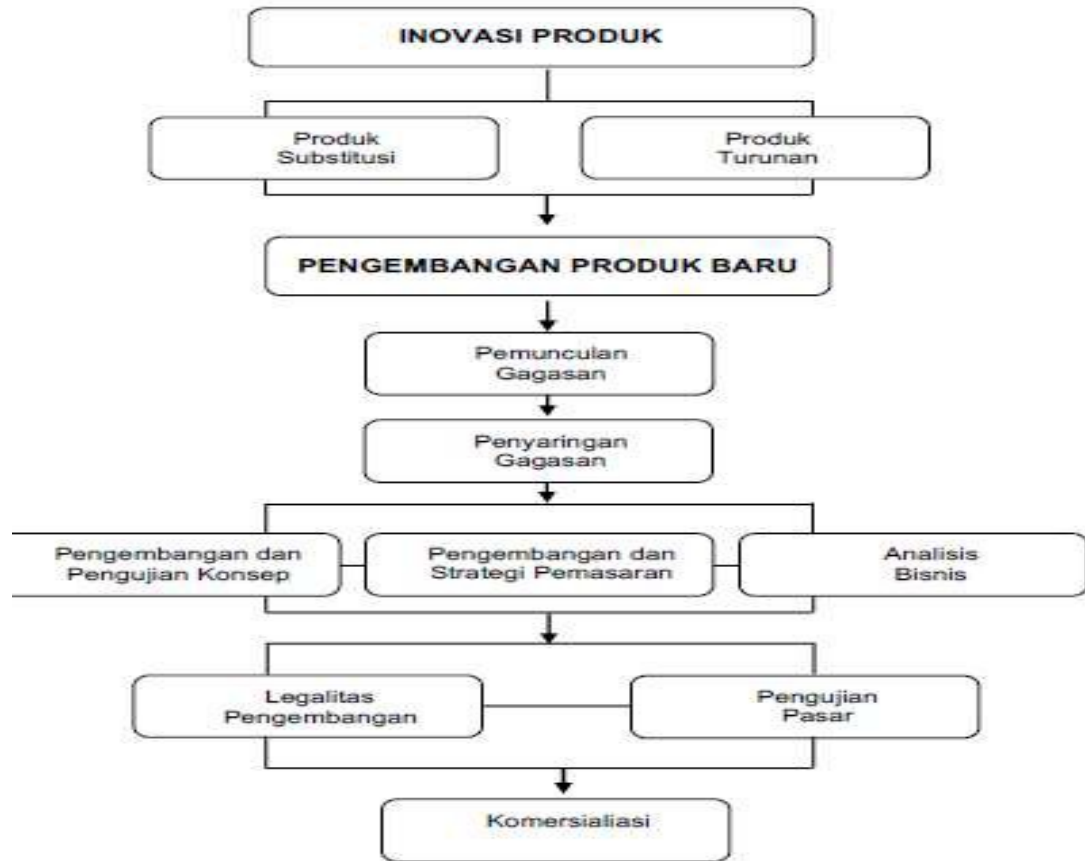 INOVASI PRODUK
Produk
Substitusi
Produk
Turunan
PENGEMBANGAN PRODUK BARU
Pemunculan
Gagasan
Penyaringan
Gagasan
Pengembangan dan
Pengujian Konsep
Pengembangan dan
Strategi Pemasaran
Analisis
Bisnis
Legalitas
Pengembangan
Pengujian
Pasar
Komersialiasi